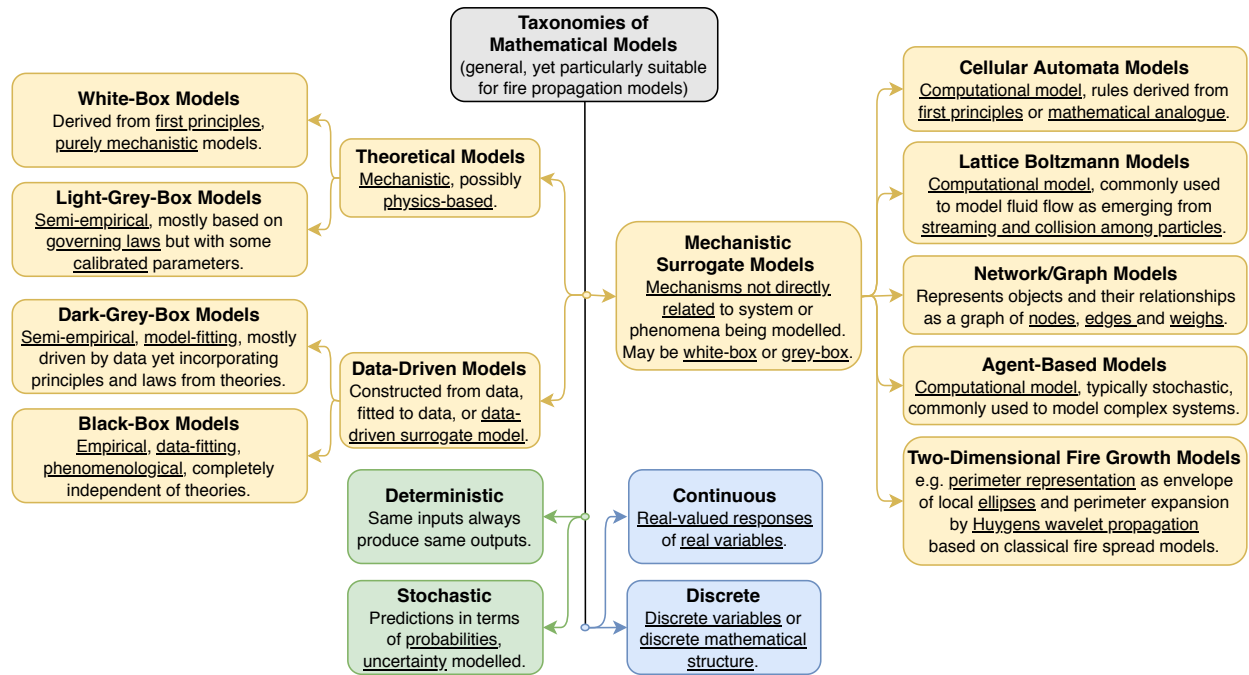 Taxonomies of
Mathematical Models
(general, yet particularly suitable
for fire propagation models)
White-Box Models
Derived from first principles,
purely mechanistic models.
Light-Grey-Box Models
Semi-empirical, mostly based on
governing laws but with some
calibrated parameters.
Dark-Grey-Box Models
Semi-empirical, model-fitting, mostly
driven by data yet incorporating
principles and laws from theories.
Black-Box Models
Empirical, data-fitting,
phenomenological, completely
independent of theories.
Theoretical Models
Mechanistic, possibly
physics-based.
Data-Driven Models
Constructed from data,
fitted to data, or data-
driven surrogate model.
Mechanistic
Surrogate Models
Mechanisms not directly
related to system or
phenomena being modelled.
May be white-box or grey-box.
Cellular Automata Models
Computational model, rules derived from
first principles or mathematical analogue.
Lattice Boltzmann Models
Computational model, commonly used
to model fluid flow as emerging from
streaming and collision among particles.
Network/Graph Models
Represents objects and their relationships
as a graph of nodes, edges and weighs.
Agent-Based Models
Computational model, typically stochastic,
commonly used to model complex systems.
Two-Dimensional Fire Growth Models
e.g. perimeter representation as envelope
of local ellipses and perimeter expansion
by Huygens wavelet propagation
based on classical fire spread models.
Deterministic
Same inputs always
produce same outputs.
Stochastic
Predictions in terms
of probabilities,
uncertainty modelled.
Continuous
Real-valued responses
of real variables.
Discrete
Discrete variables or
discrete mathematical
structure.